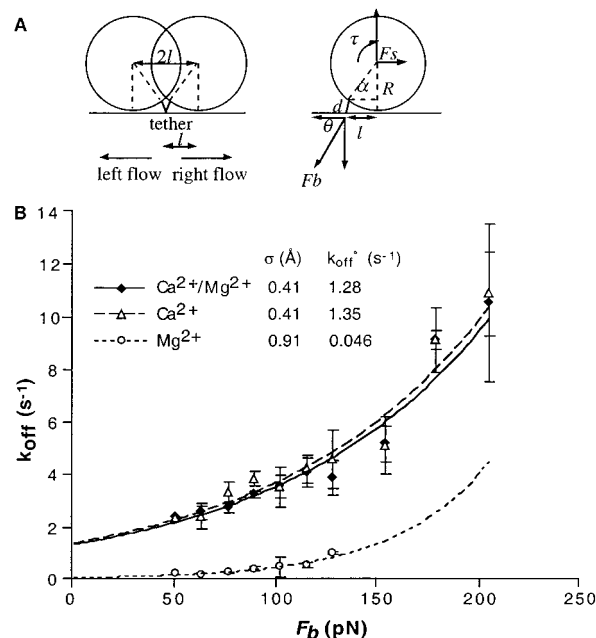 A
2l
tether
l
left flow right flow
τ
Fs
α
R
d
θ
l
Fb
B
σ (Å) koff° (s-1)
Ca2+/Mg2+ 0.41 1.28
Ca2+ 0.41 1.35
Mg2+ 0.91 0.046
koff (s-1)
14
12
10
8
6
4
2
0
0 50 100 150 200 250
Fb (pN)